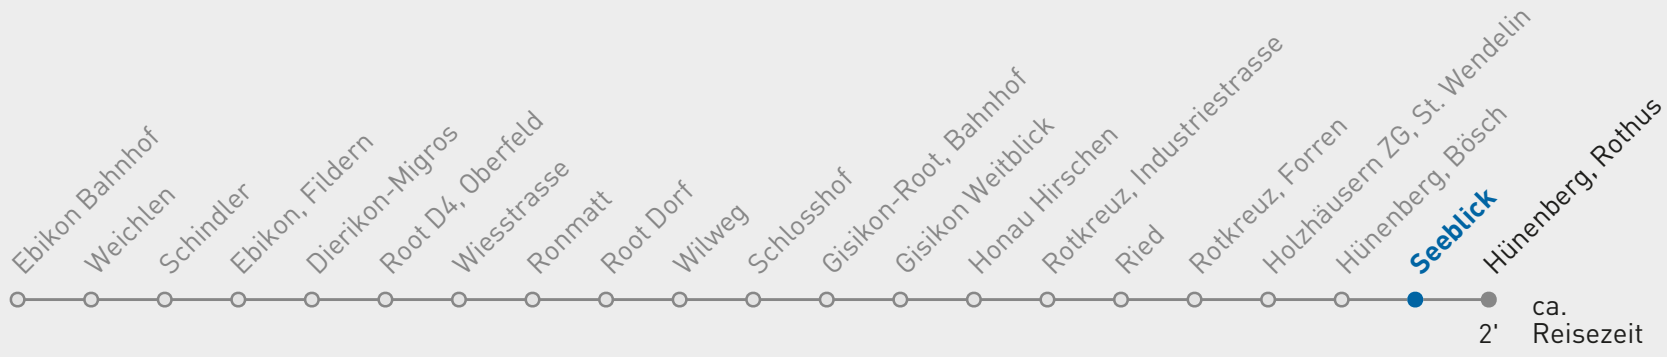 Ebikon Bahnhof
Weichlen
Schindler
Ebikon, Fildern
Dierikon-Migros
Root D4, Oberfeld
Wiesstrasse
Ronmatt
Root Dorf
Wilweg
Schlosshof
Gisikon-Root, Bahnhof
Gisikon Weitblick
Honau Hirschen
Rotkreuz, Industriestrasse
Ried
Rotkreuz, Forren
Holzhäusern ZG, St. Wendelin
Hünenberg, Bösch
Seeblick
Hünenberg, Rothus
ca.
2' Reisezeit